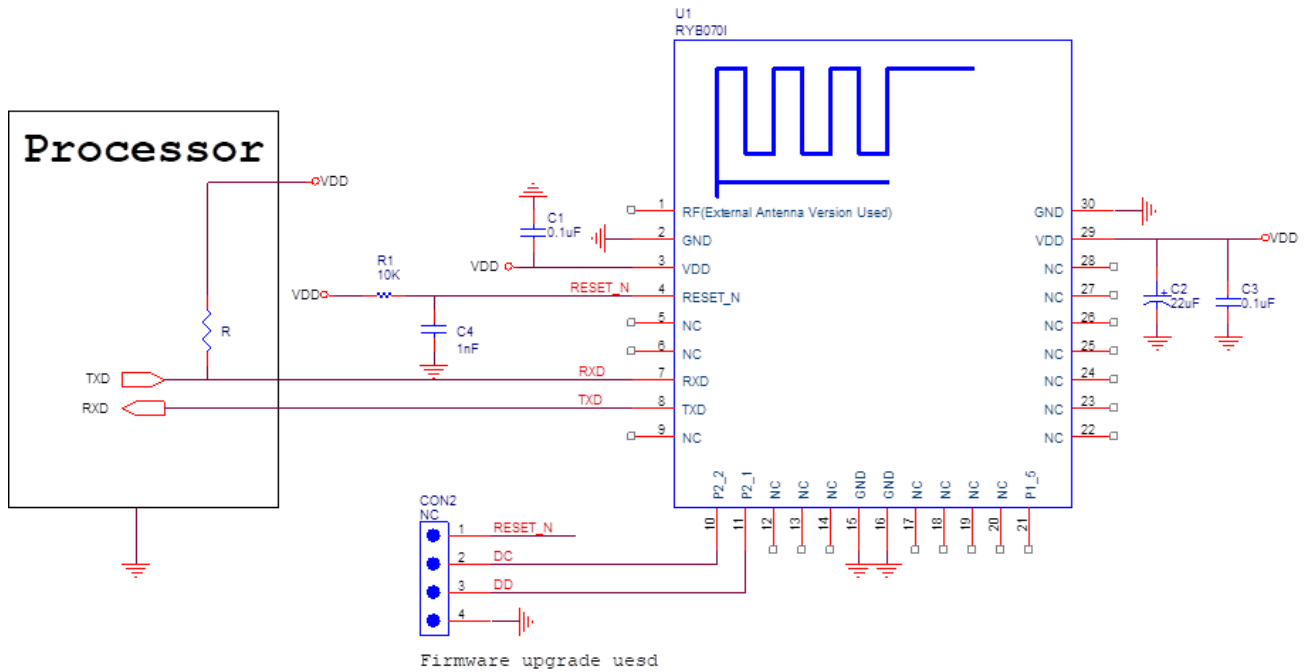 U1
RYB070I
Processor
VDD
R
TXD
RXD
VDD
R1
10K
C4
1nF
VDD
C1
0.1uF
RESET_N
RXD
TXD
1 RF(External Antenna Version Used)
2 GND
3 VDD
4 RESET_N
5 NC
6 NC
7 RXD
8 TXD
9 NC
GND 30
VDD 29
NC 28
NC 27
NC 26
NC 25
NC 24
NC 23
NC 22
VDD
C2
22uF
C3
0.1uF
P2_2 10
P2_1 11
NC 12
NC 13
NC 14
GND 15
GND 16
NC 17
NC 18
NC 19
NC 20
P1_5 21
CON2
NC
1 RESET_N
2 DC
3 DD
4
Firmware upgrade uesd